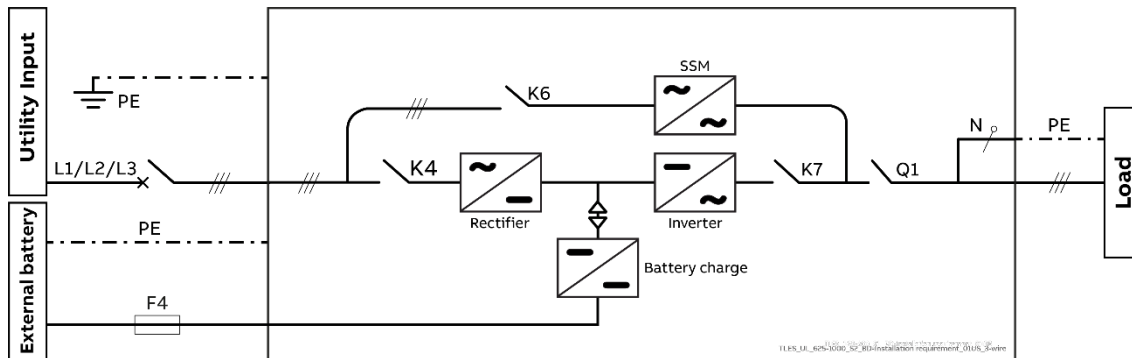 Utility Input
PE
L1/L2/L3
K6
SSM
K4
Rectifier
Inverter
K7
Q1
N
PE
Load
External battery
PE
F4
Battery charge
TLES_UL_625-1000_S2_BD-Installation requirement_01US_3-wire